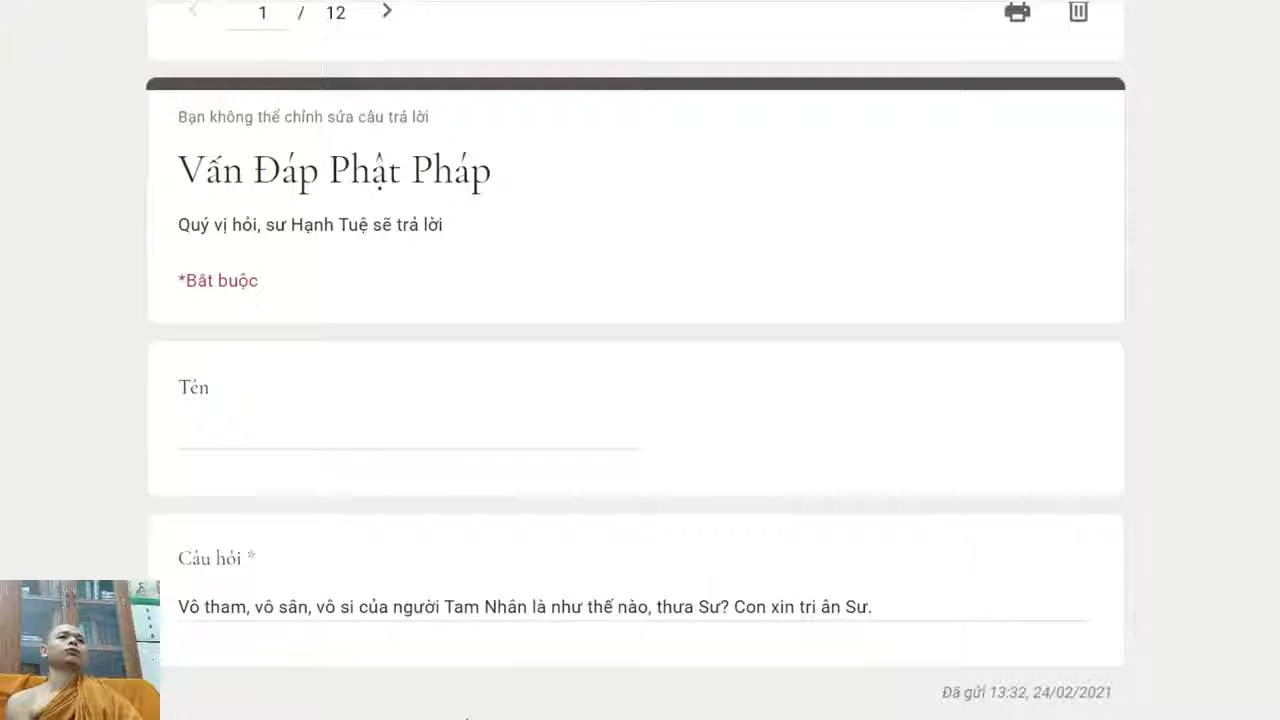 1 / 12
Bạn không thể chỉnh sửa câu trả lời
Vấn Đáp Phật Pháp
Quý vị hỏi, sư Hạnh Tuệ sẽ trả lời
*Bắt buộc
Tên
Câu hỏi *
Vô tham, vô sân, vô si của người Tam Nhân là như thế nào, thưa Sư? Con xin tri ân Sư.
Đã gửi 13:32, 24/02/2021